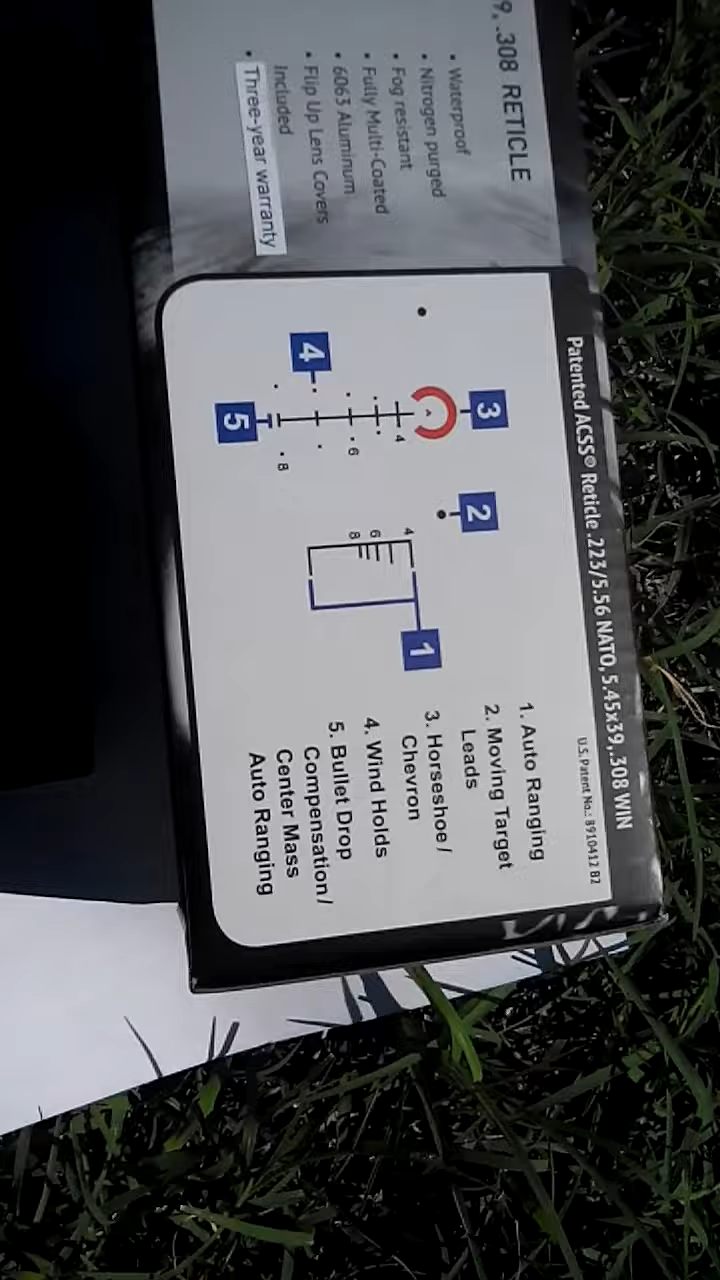 9, .308 RETICLE
• Waterproof
• Nitrogen purged
• Fog resistant
• Fully Multi-Coated
• 6063 Aluminum
• Flip Up Lens Covers
Included
• Three-year warranty
Patented ACSS® Reticle .223/5.56 NATO, 5.45x39, .308 WIN
U.S. Patent No.: 8910412 B2
3
4
5
2
1
4
6
8
4
6
8
1. Auto Ranging
2. Moving Target
Leads
3. Horseshoe/
Chevron
4. Wind Holds
5. Bullet Drop
Compensation/
Center Mass
Auto Ranging